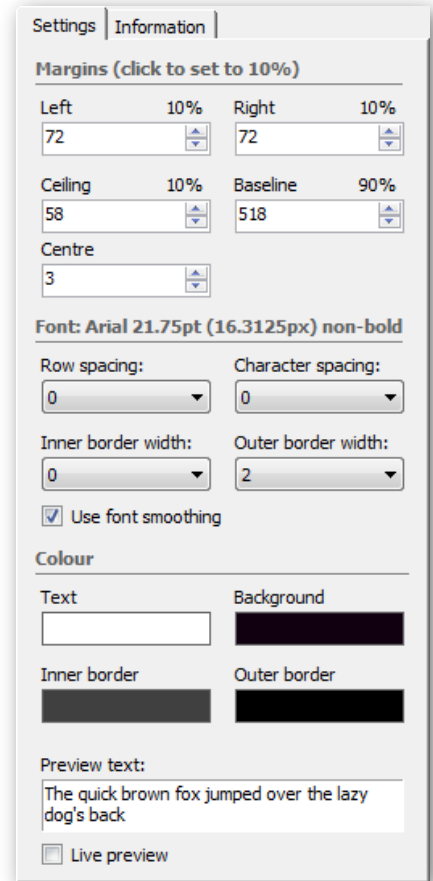 Settings Information
Margins (click to set to 10%)
Left 10% Right 10%
72 72
Ceiling 10% Baseline 90%
58 518
Centre
3
Font: Arial 21.75pt (16.3125px) non-bold
Row spacing: Character spacing:
0 0
Inner border width: Outer border width:
0 2
Use font smoothing
Colour
Text Background
Inner border Outer border
Preview text:
The quick brown fox jumped over the lazy
dog's back
Live preview